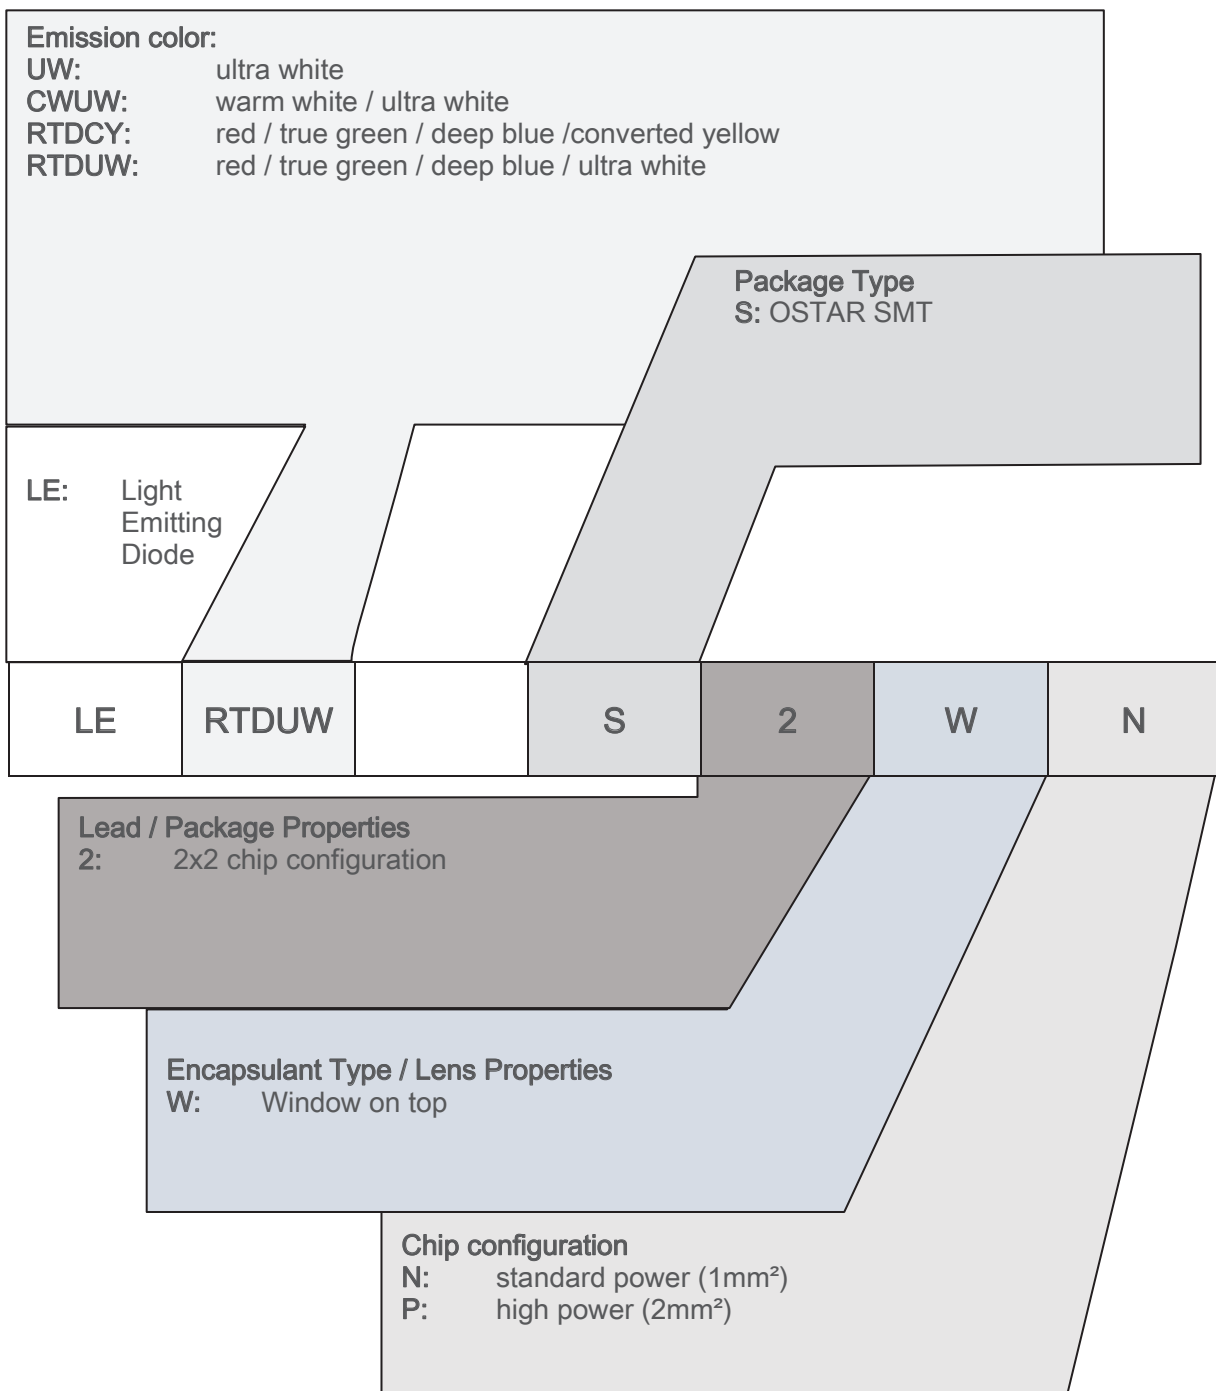 Emission color:
UW: ultra white
CWUW: warm white / ultra white
RTDCY: red / true green / deep blue /converted yellow
RTDUW: red / true green / deep blue / ultra white
Package Type
S: OSTAR SMT
LE: Light
Emitting
Diode
LE RTDUW S 2 W N
Lead / Package Properties
2: 2x2 chip configuration
Encapsulant Type / Lens Properties
W: Window on top
Chip configuration
N: standard power (1mm²)
P: high power (2mm²)